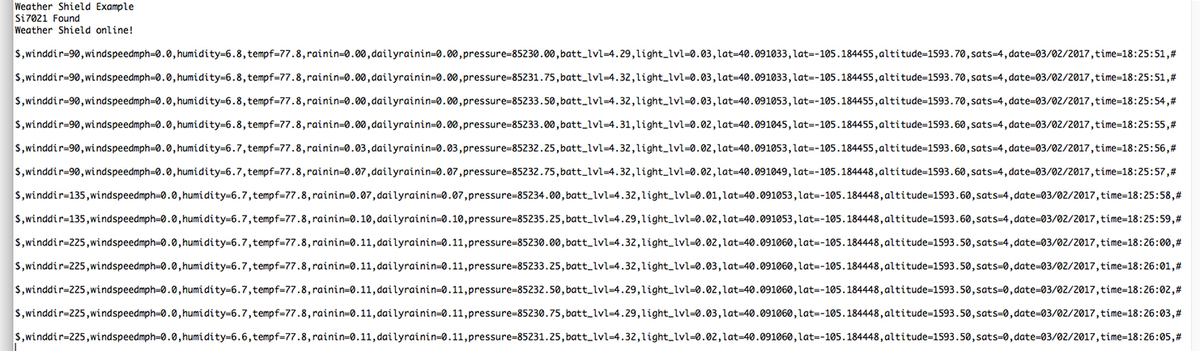 Weather Shield Example
Si7021 Found
Weather Shield online!
$,winddir=90,windspeedmph=0.0,humidity=6.8,tempf=77.8,rainin=0.00,dailyrainin=0.00,pressure=85230.00,batt_lvl=4.29,light_lvl=0.03,lat=40.091033,lat=-105.184455,altitude=1593.70,sats=4,date=03/02/2017,time=18:25:51,#
$,winddir=90,windspeedmph=0.0,humidity=6.8,tempf=77.8,rainin=0.00,dailyrainin=0.00,pressure=85231.75,batt_lvl=4.32,light_lvl=0.03,lat=40.091033,lat=-105.184455,altitude=1593.70,sats=4,date=03/02/2017,time=18:25:51,#
$,winddir=90,windspeedmph=0.0,humidity=6.8,tempf=77.8,rainin=0.00,dailyrainin=0.00,pressure=85233.50,batt_lvl=4.32,light_lvl=0.03,lat=40.091053,lat=-105.184455,altitude=1593.70,sats=4,date=03/02/2017,time=18:25:54,#
$,winddir=90,windspeedmph=0.0,humidity=6.8,tempf=77.8,rainin=0.00,dailyrainin=0.00,pressure=85233.00,batt_lvl=4.31,light_lvl=0.02,lat=40.091045,lat=-105.184455,altitude=1593.60,sats=4,date=03/02/2017,time=18:25:55,#
$,winddir=90,windspeedmph=0.0,humidity=6.7,tempf=77.8,rainin=0.03,dailyrainin=0.03,pressure=85232.25,batt_lvl=4.32,light_lvl=0.02,lat=40.091053,lat=-105.184455,altitude=1593.60,sats=4,date=03/02/2017,time=18:25:56,#
$,winddir=90,windspeedmph=0.0,humidity=6.7,tempf=77.8,rainin=0.07,dailyrainin=0.07,pressure=85232.75,batt_lvl=4.32,light_lvl=0.02,lat=40.091049,lat=-105.184448,altitude=1593.60,sats=4,date=03/02/2017,time=18:25:57,#
$,winddir=135,windspeedmph=0.0,humidity=6.7,tempf=77.8,rainin=0.07,dailyrainin=0.07,pressure=85234.00,batt_lvl=4.32,light_lvl=0.01,lat=40.091053,lat=-105.184448,altitude=1593.60,sats=4,date=03/02/2017,time=18:25:58,#
$,winddir=135,windspeedmph=0.0,humidity=6.7,tempf=77.8,rainin=0.10,dailyrainin=0.10,pressure=85235.25,batt_lvl=4.29,light_lvl=0.02,lat=40.091053,lat=-105.184448,altitude=1593.60,sats=4,date=03/02/2017,time=18:25:59,#
$,winddir=225,windspeedmph=0.0,humidity=6.7,tempf=77.8,rainin=0.11,dailyrainin=0.11,pressure=85230.00,batt_lvl=4.32,light_lvl=0.02,lat=40.091060,lat=-105.184448,altitude=1593.50,sats=4,date=03/02/2017,time=18:26:00,#
$,winddir=225,windspeedmph=0.0,humidity=6.7,tempf=77.8,rainin=0.11,dailyrainin=0.11,pressure=85233.25,batt_lvl=4.32,light_lvl=0.03,lat=40.091060,lat=-105.184448,altitude=1593.50,sats=0,date=03/02/2017,time=18:26:01,#
$,winddir=225,windspeedmph=0.0,humidity=6.7,tempf=77.8,rainin=0.11,dailyrainin=0.11,pressure=85232.50,batt_lvl=4.29,light_lvl=0.02,lat=40.091060,lat=-105.184448,altitude=1593.50,sats=0,date=03/02/2017,time=18:26:02,#
$,winddir=225,windspeedmph=0.0,humidity=6.7,tempf=77.8,rainin=0.11,dailyrainin=0.11,pressure=85230.75,batt_lvl=4.29,light_lvl=0.03,lat=40.091060,lat=-105.184448,altitude=1593.50,sats=0,date=03/02/2017,time=18:26:03,#
$,winddir=225,windspeedmph=0.0,humidity=6.6,tempf=77.8,rainin=0.11,dailyrainin=0.11,pressure=85231.25,batt_lvl=4.32,light_lvl=0.02,lat=40.091060,lat=-105.184448,altitude=1593.50,sats=0,date=03/02/2017,time=18:26:05,#